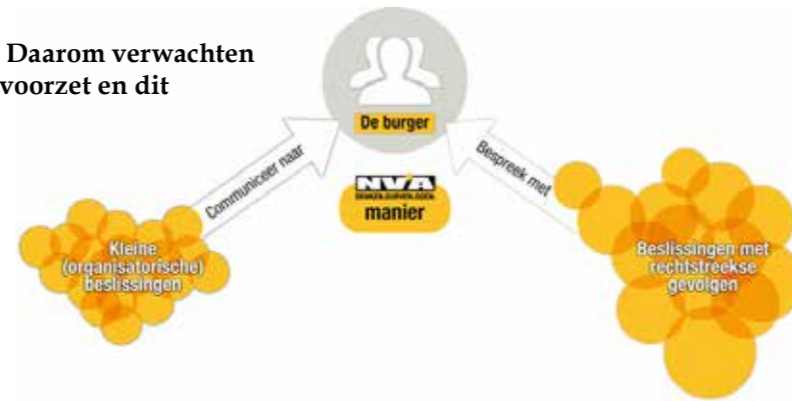 Daarom verwachten
voorzet en dit
De burger
Communiceer naar
Bespreek met
N-VA
manier
Kleine
(organisatorische)
beslissingen
Beslissingen met
rechtstreekse
gevolgen